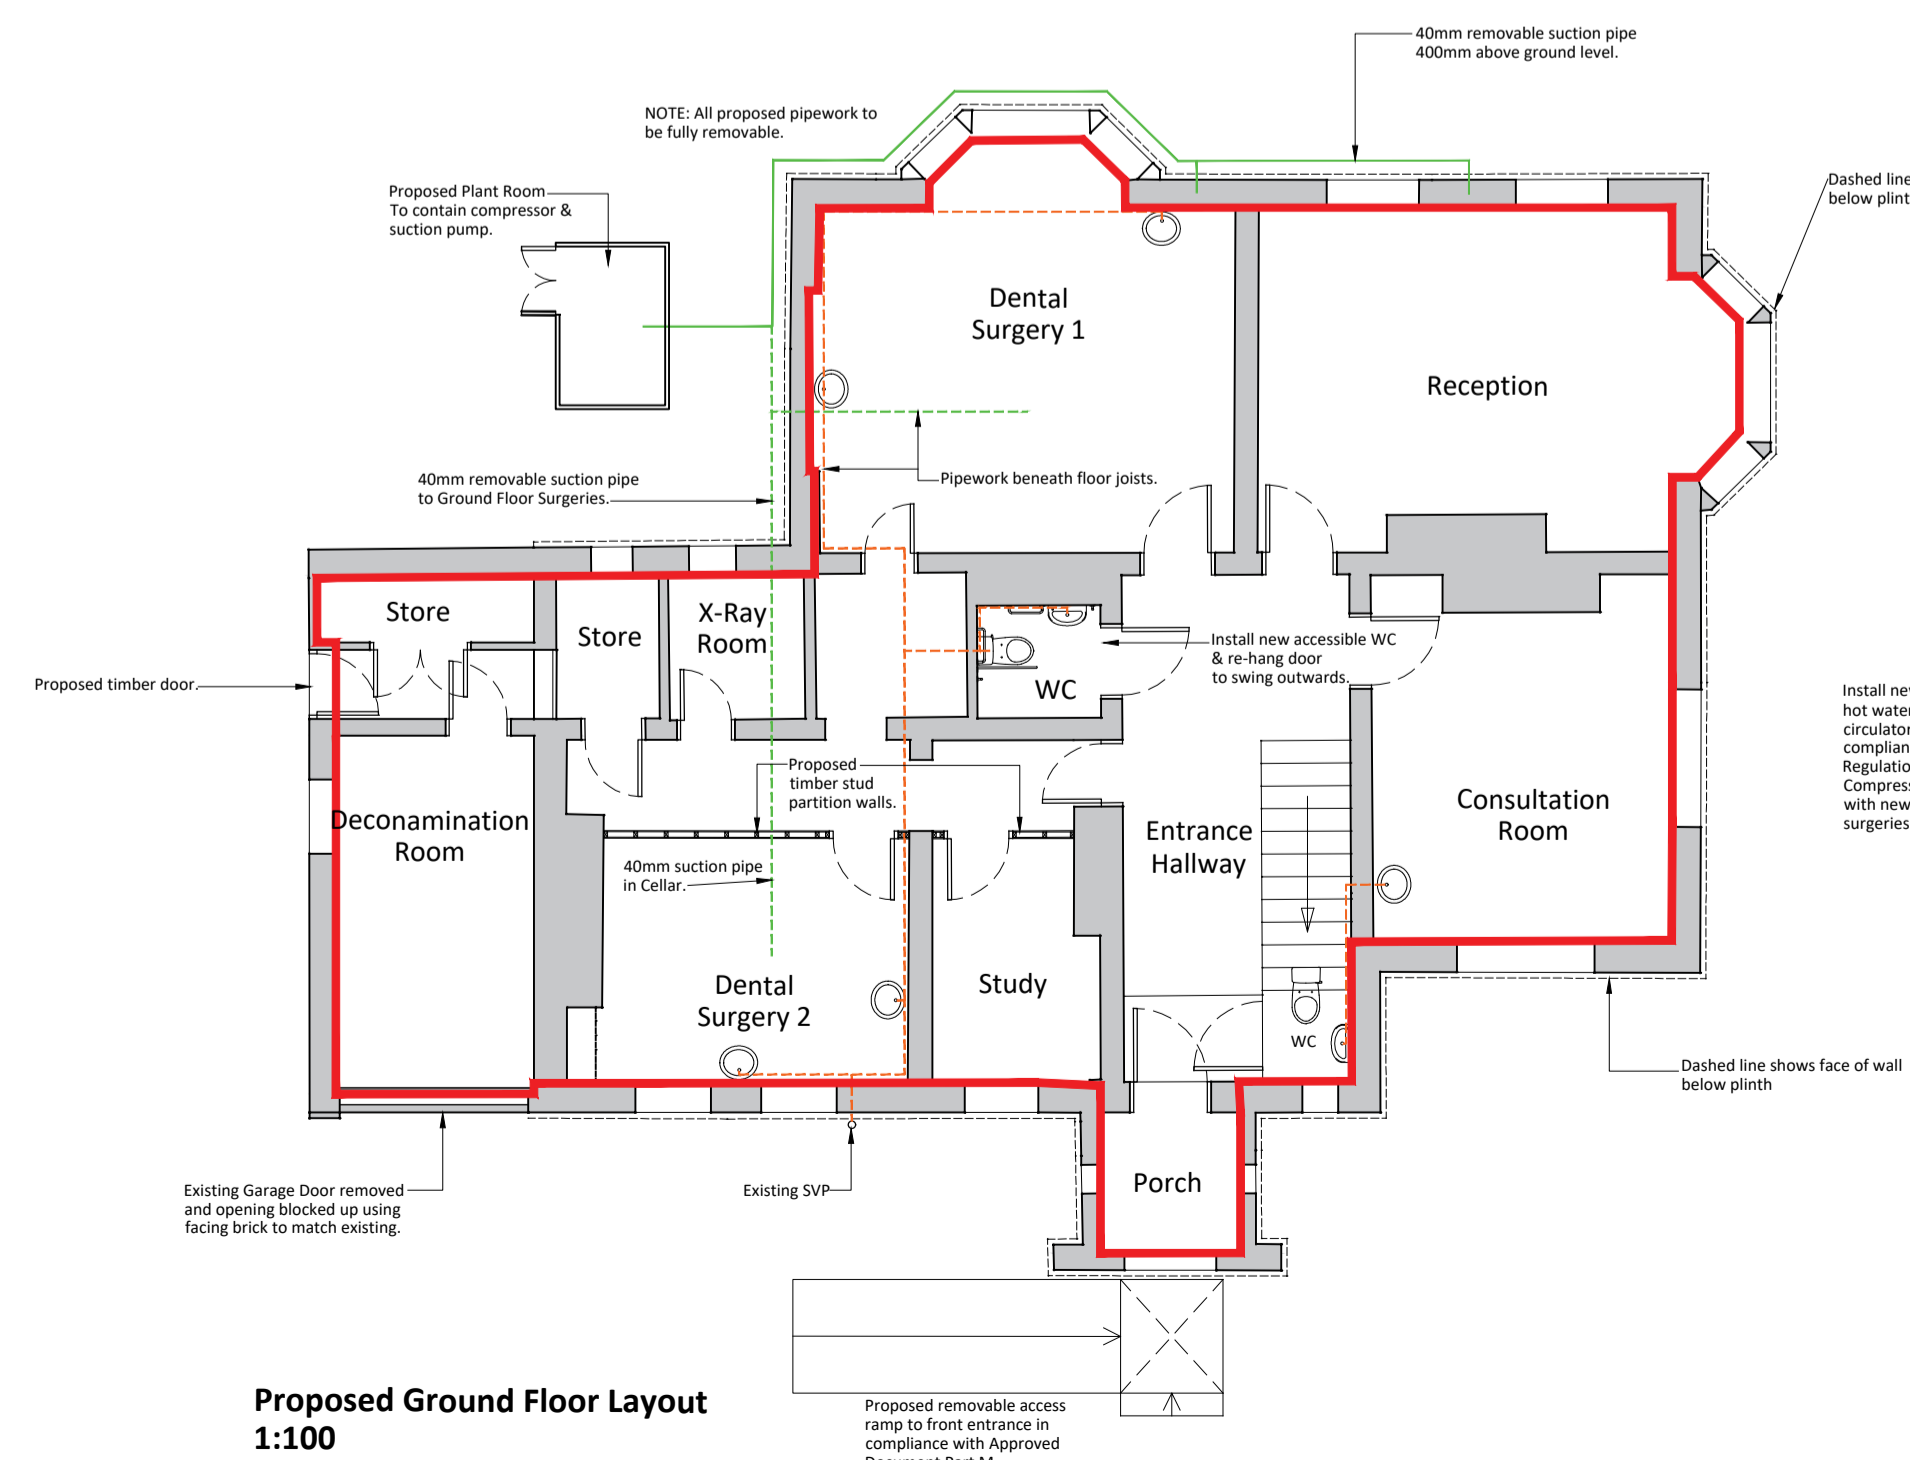 40mm removable suction pipe
400mm above ground level.
NOTE: All proposed pipework to
be fully removable.
Proposed Plant Room
To contain compressor &
suction pump.
Dashed line
below plint
Dental
Surgery 1
Reception
40mm removable suction pipe
to Ground Floor Surgeries.
Pipework beneath floor joists.
Store
Store
X-Ray
Room
Install new accessible WC
& re-hang door
to swing outwards.
WC
Proposed timber door.
Install new
hot water
circulator
complian
Regulatio
Compress
with new
surgeries
Proposed
timber stud
partition walls.
Deconamination
Room
Entrance
Hallway
Consultation
Room
40mm suction pipe
in Cellar.
Dental
Surgery 2
Study
WC
Dashed line shows face of wall
below plinth
Existing Garage Door removed
and opening blocked up using
facing brick to match existing.
Existing SVP
Porch
Proposed Ground Floor Layout
1:100
Proposed removable access
ramp to front entrance in
compliance with Approved
Document Part M